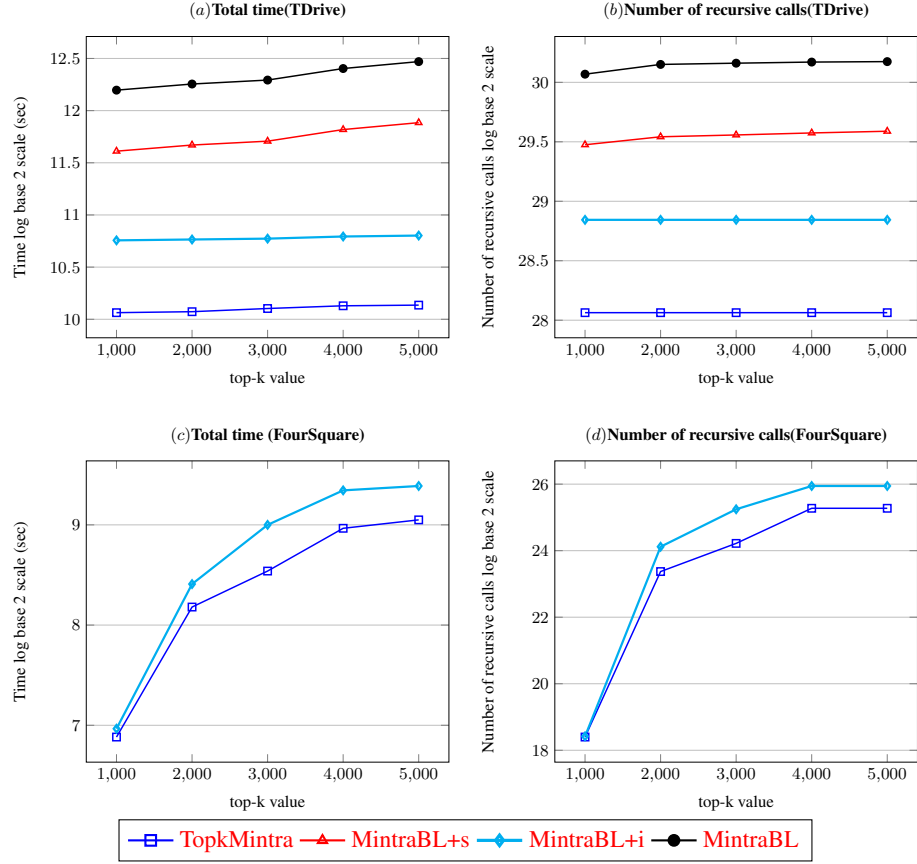 (a)Total time(TDrive)
Time log base 2 scale (sec)
12.5
12
11.5
11
10.5
10
1,000 2,000 3,000 4,000 5,000
top-k value
(b)Number of recursive calls(TDrive)
Number of recursive calls log base 2 scale
30
29.5
29
28.5
28
1,000 2,000 3,000 4,000 5,000
top-k value
(c)Total time (FourSquare)
Time log base 2 scale (sec)
9
8
7
1,000 2,000 3,000 4,000 5,000
top-k value
(d)Number of recursive calls(FourSquare)
Number of recursive calls log base 2 scale
26
24
22
20
18
1,000 2,000 3,000 4,000 5,000
top-k value
TopkMintra MintraBL+s MintraBL+i MintraBL